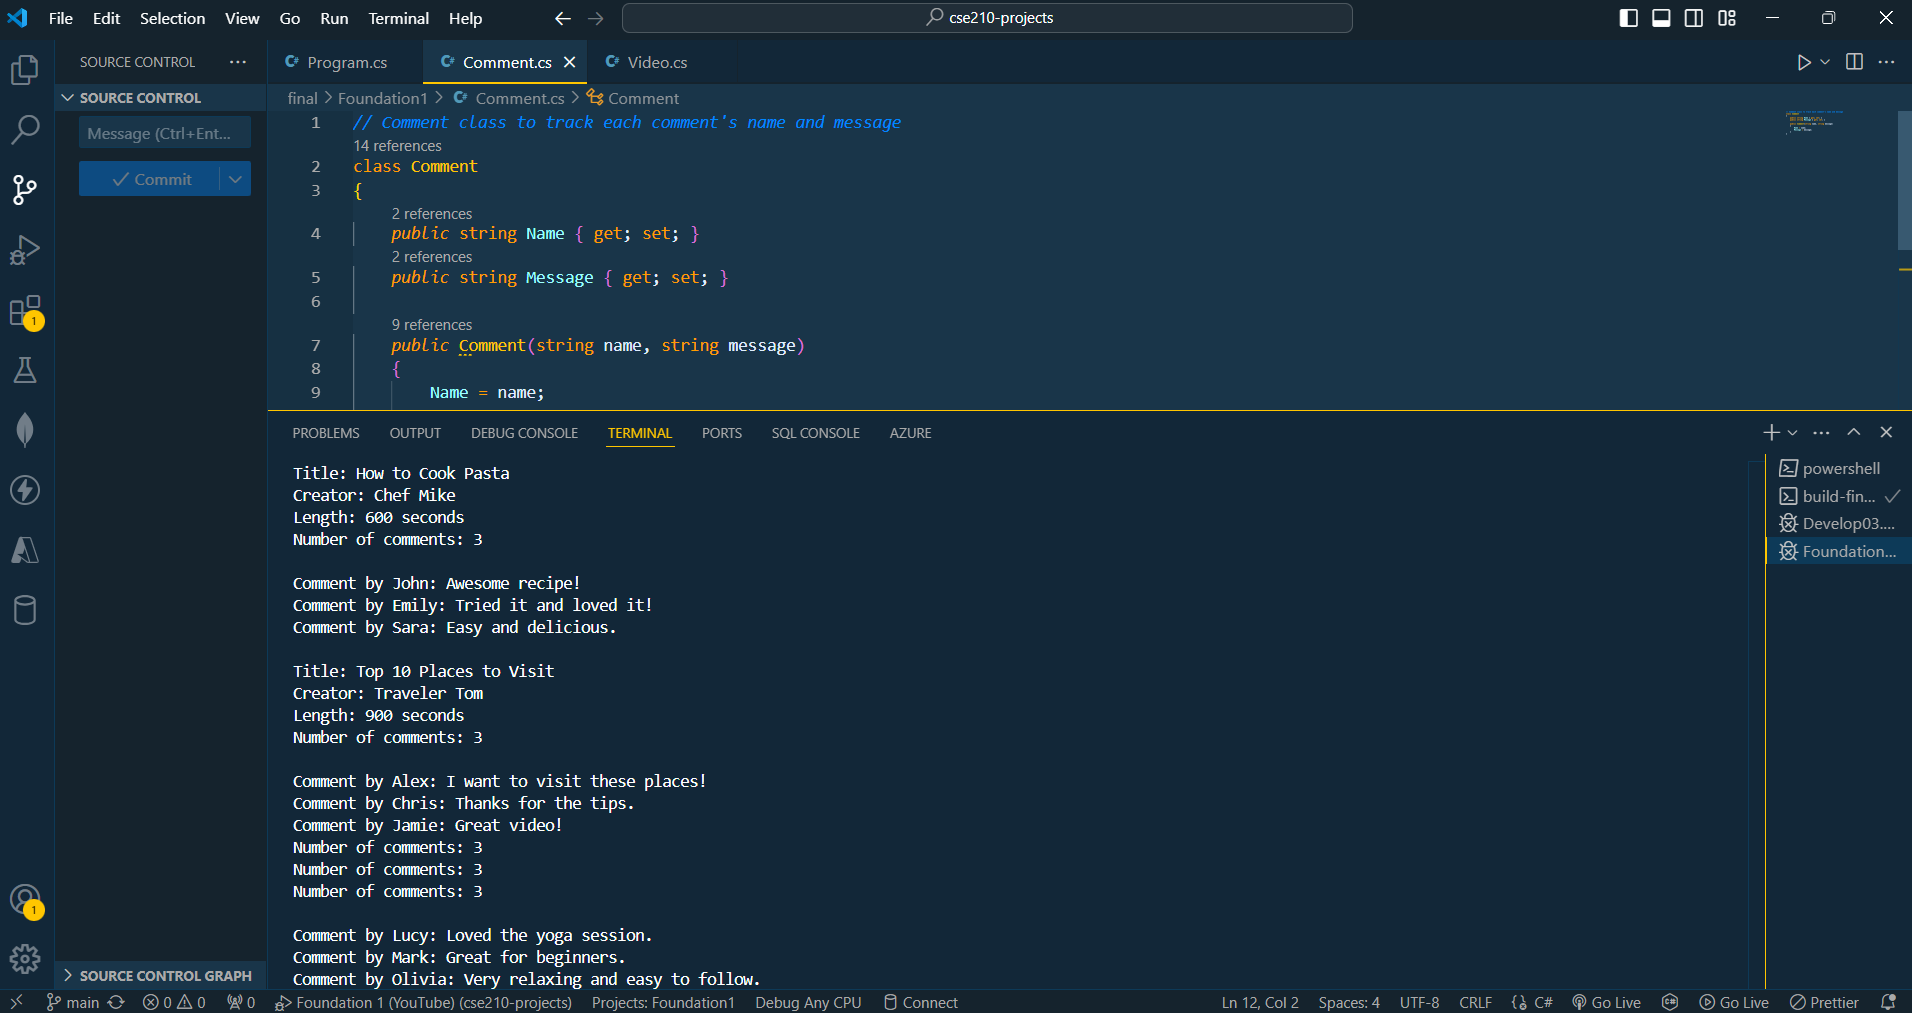 File Edit Selection View Go Run Terminal Help
cse210-projects
SOURCE CONTROL
SOURCE CONTROL
Message (Ctrl+Ent...
Commit
1
1
SOURCE CONTROL GRAPH
Program.cs
Comment.cs
Video.cs
final > Foundation1 > Comment.cs > Comment
1 // Comment class to track each comment's name and message
14 references
2 class Comment
3 {
2 references
4 public string Name { get; set; }
2 references
5 public string Message { get; set; }
6
9 references
7 public Comment(string name, string message)
8 {
9 Name = name;
PROBLEMS OUTPUT DEBUG CONSOLE TERMINAL PORTS SQL CONSOLE AZURE
Title: How to Cook Pasta
Creator: Chef Mike
Length: 600 seconds
Number of comments: 3
Comment by John: Awesome recipe!
Comment by Emily: Tried it and loved it!
Comment by Sara: Easy and delicious.
Title: Top 10 Places to Visit
Creator: Traveler Tom
Length: 900 seconds
Number of comments: 3
Comment by Alex: I want to visit these places!
Comment by Chris: Thanks for the tips.
Comment by Jamie: Great video!
Number of comments: 3
Number of comments: 3
Number of comments: 3
Comment by Lucy: Loved the yoga session.
Comment by Mark: Great for beginners.
Comment by Olivia: Very relaxing and easy to follow.
powershell
build-fin...
Develop03....
Foundation...
main 0 0 0 Foundation 1 (YouTube) (cse210-projects) Projects: Foundation1 Debug Any CPU Connect Ln 12, Col 2 Spaces: 4 UTF-8 CRLF C# Go Live Go Live Prettier